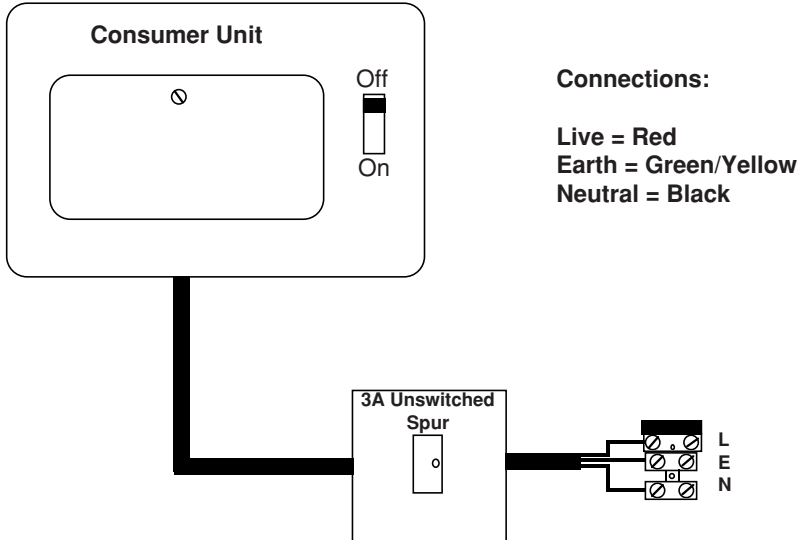 Consumer Unit
Off
On
Connections:
Live = Red
Earth = Green/Yellow
Neutral = Black
3A Unswitched
Spur
L
E
N